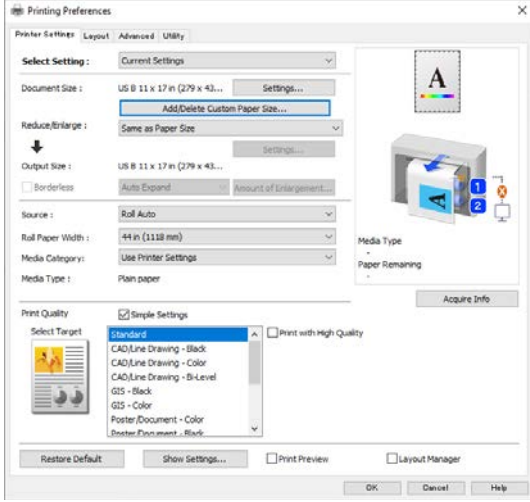 Printing Preferences
Printer Settings Layout Advanced Utility
Select Setting : Current Settings
Document Size : US B 11 x 17 in (279 x 43... Settings...
Add/Delete Custom Paper Size...
Reduce/Enlarge : Same as Paper Size
Settings...
Output Size : US B 11 x 17 in (279 x 43...
Borderless Auto Expand Amount of Enlargement...
Source : Roll Auto
Roll Paper Width : 44 in (1118 mm)
Media Category: Use Printer Settings
Media Type : Plain paper
A
A
1
2
Media Type
-
Paper Remaining
-
Acquire Info
Print Quality Simple Settings
Select Target
Standard
CAD/Line Drawing - Black
CAD/Line Drawing - Color
CAD/Line Drawing - Bi-Level
GIS - Black
GIS - Color
Poster/Document - Color
Poster/Document - Black
Print with High Quality
Restore Default Show Settings... Print Preview Layout Manager
OK Cancel Help